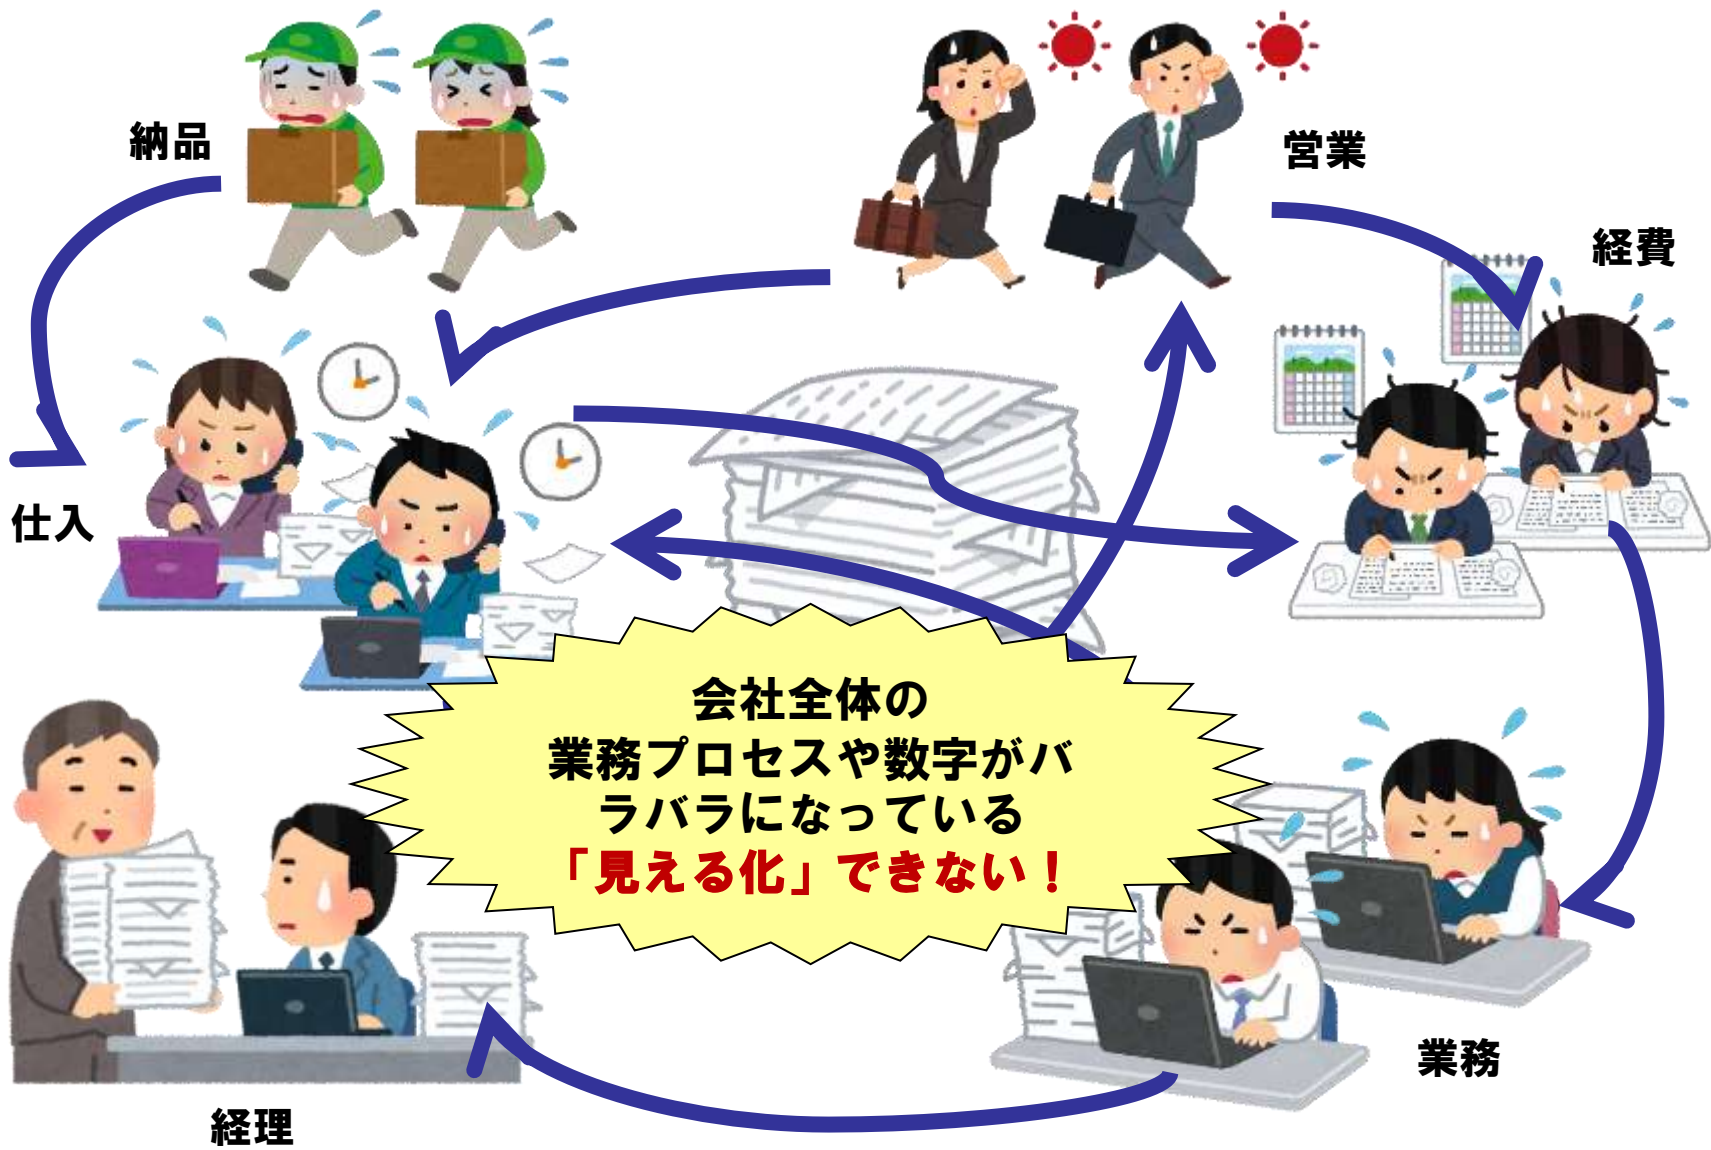 納品
営業
経費
仕入
会社全体の
業務プロセスや数字がバ
ラバラになっている
「見える化」できない！
業務
経理